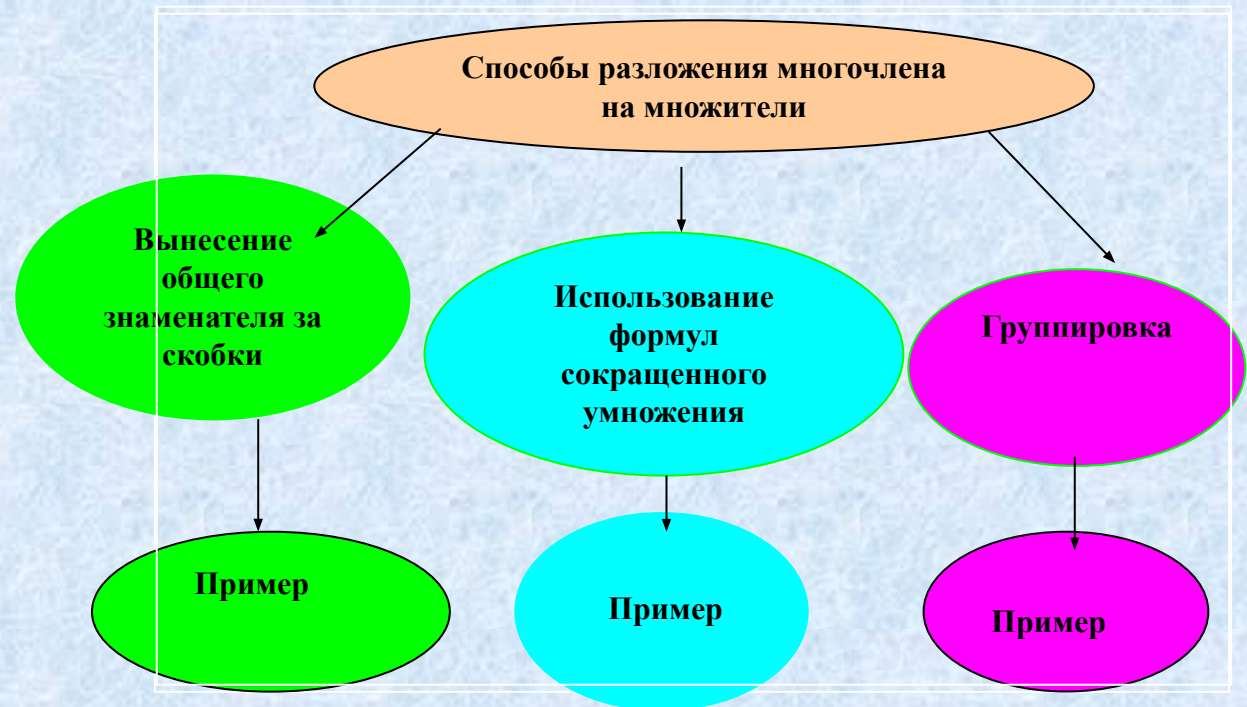 Способы разложения многочлена
на множители
Вынесение
общего
знаменателя за
скобки
Использование
формул
сокращенного
умножения
Группировка
Пример
Пример
Пример